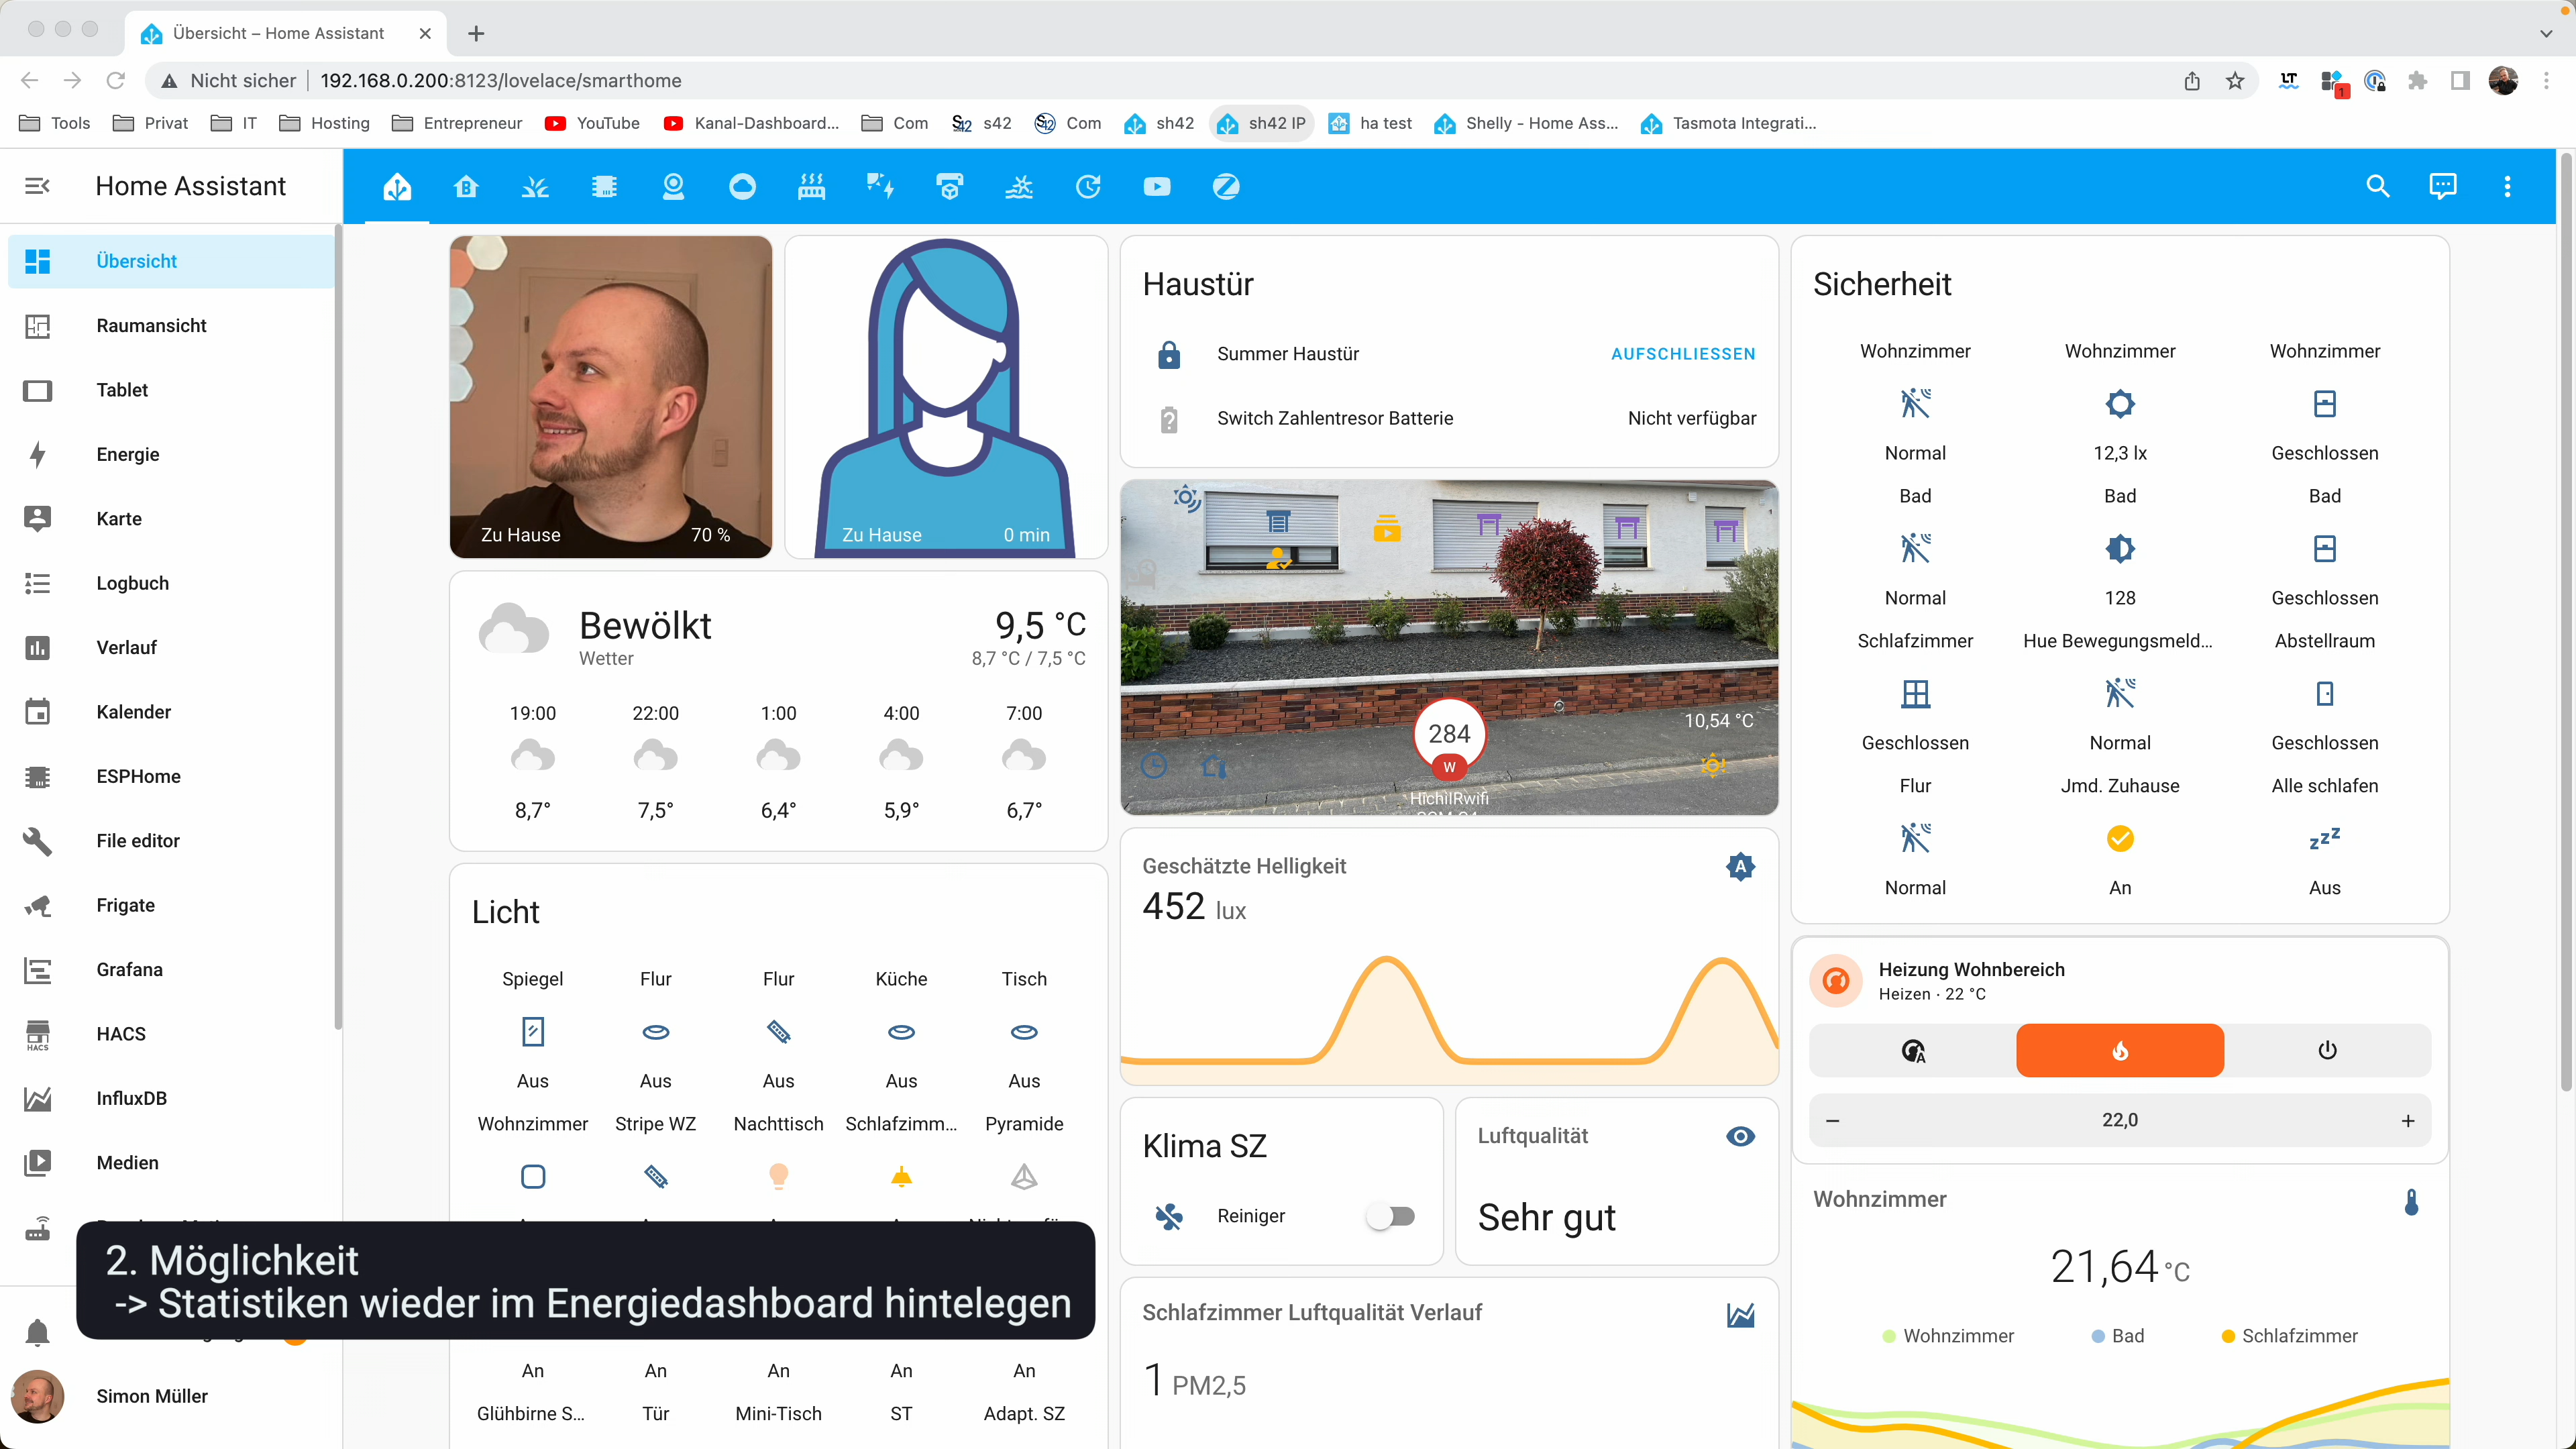 Übersicht – Home Assistant
Nicht sicher
192.168.0.200:8123/lovelace/smarthome
LT
1
Tools
Privat
IT
Hosting
Entrepreneur
YouTube
Kanal-Dashboard...
Com
S42
s42
Com
sh42
sh42 IP
ha test
Shelly - Home Ass...
Tasmota Integrati...
Home Assistant
B
Übersicht
Raumansicht
Tablet
Energie
Karte
Logbuch
Verlauf
Kalender
ESPHome
File editor
Frigate
Grafana
HACS
HACS
InfluxDB
Medien
Simon Müller
Zu Hause
70 %
Zu Hause
0 min
Bewölkt
Wetter
9,5 °C
8,7 °C / 7,5 °C
19:00 22:00 1:00 4:00 7:00
8,7° 7,5° 6,4° 5,9° 6,7°
Licht
Spiegel Flur Flur Küche Tisch
Aus Aus Aus Aus Aus
Wohnzimmer Stripe WZ Nachttisch Schlafzimm... Pyramide
2. Möglichkeit
-> Statistiken wieder im Energiedashboard hintelegen
An An An An An
Glühbirne S... Tür Mini-Tisch ST Adapt. SZ
Haustür
Summer Haustür
AUFSCHLIESSEN
Switch Zahlentresor Batterie
Nicht verfügbar
284
W
HichiIRwifi
10,54 °C
Geschätzte Helligkeit
A
452 lux
Klima SZ
Reiniger
Luftqualität
Sehr gut
Schlafzimmer Luftqualität Verlauf
1 PM2,5
Sicherheit
Wohnzimmer Wohnzimmer Wohnzimmer
Normal 12,3 lx Geschlossen
Bad Bad Bad
Normal 128 Geschlossen
Schlafzimmer Hue Bewegungsmeld... Abstellraum
Geschlossen Normal Geschlossen
Flur Jmd. Zuhause Alle schlafen
zzz
Normal An Aus
Heizung Wohnbereich
Heizen · 22 °C
A
− 22,0 +
Wohnzimmer
21,64 °C
Wohnzimmer Bad Schlafzimmer